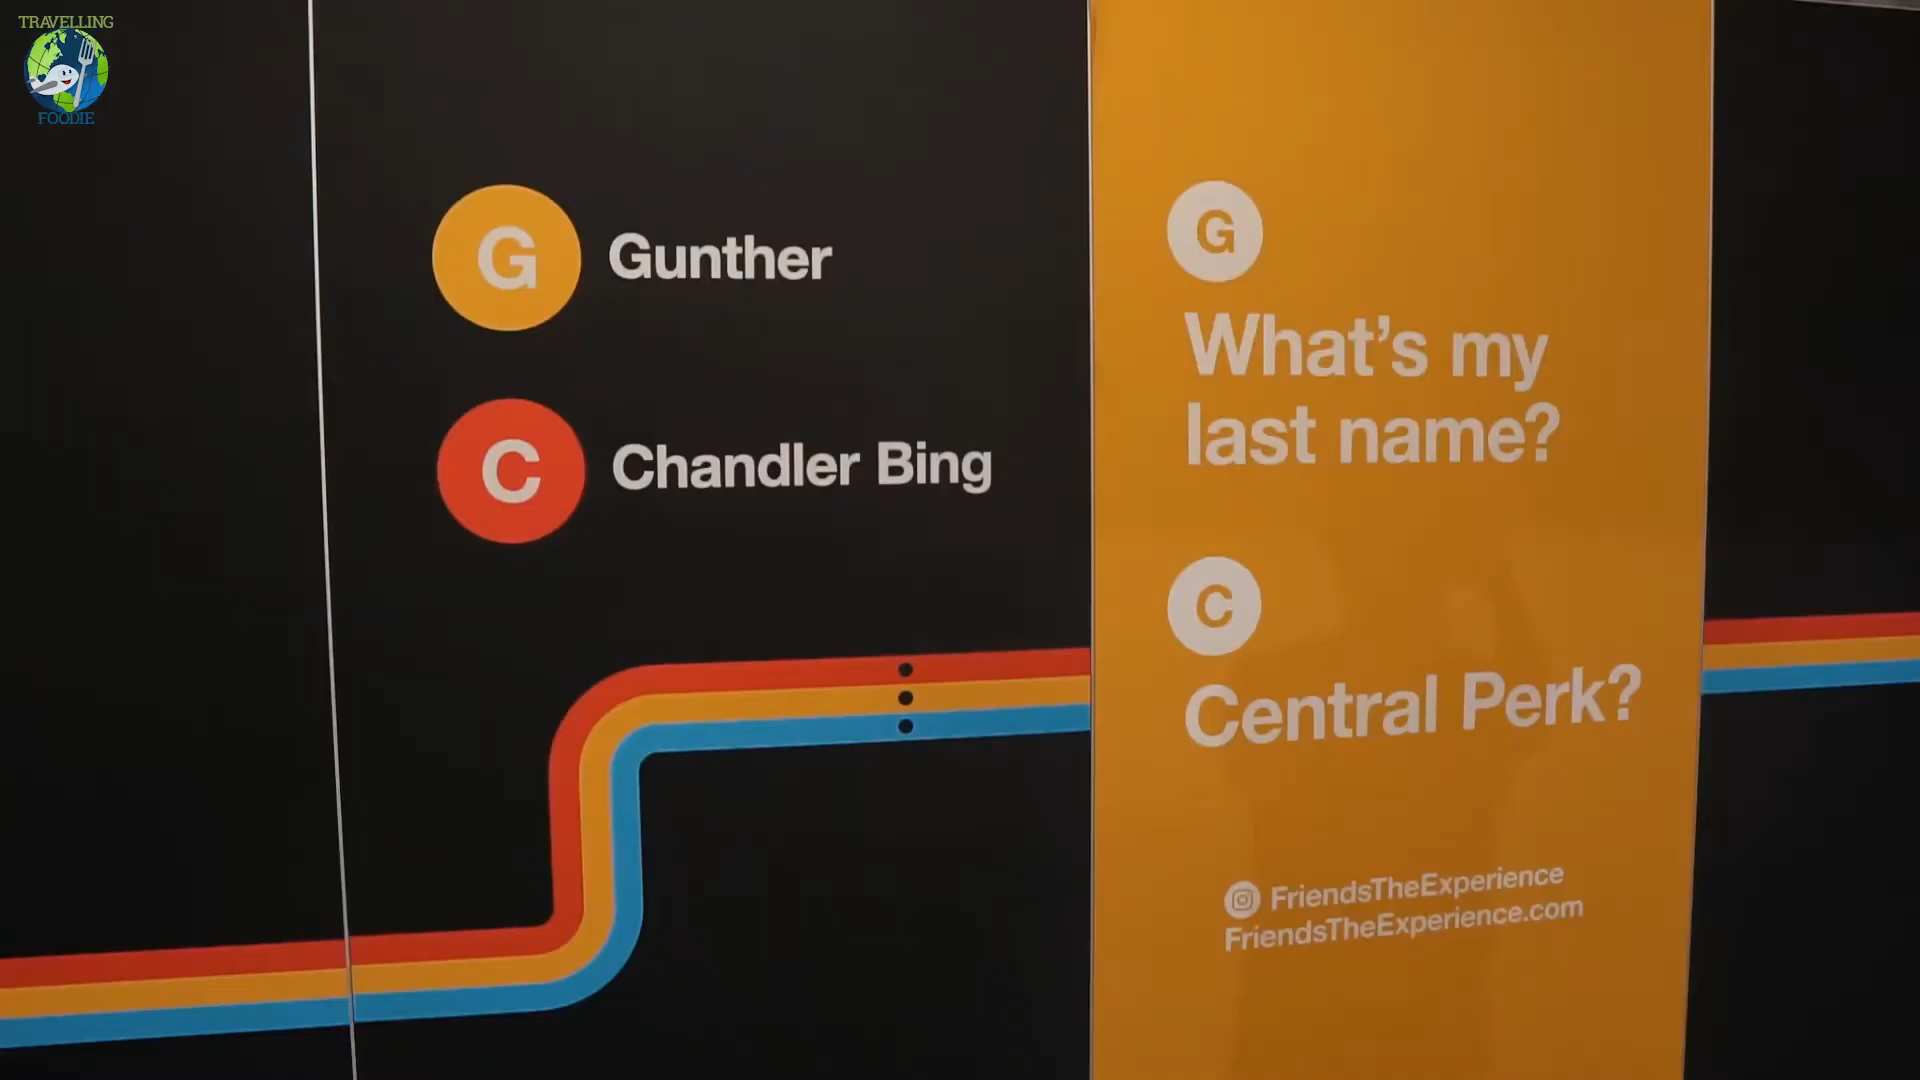 TRAVELLING
FOODIE
G Gunther
C Chandler Bing
G
What's my
last name?
C
Central Perk?
FriendsTheExperience
FriendsTheExperience.com